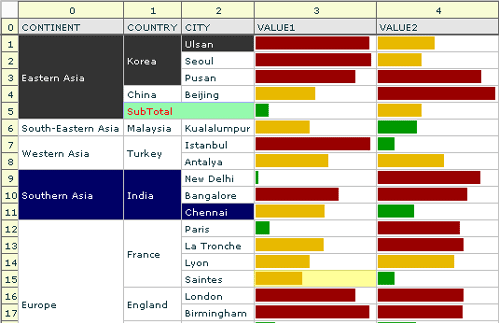 0 1 2 3 4
0 CONTINENT COUNTRY CITY VALUE1 VALUE2
1 Ulsan
2 Eastern Asia Korea Seoul
3 Pusan
4 China Beijing
5 SubTotal
6 South-Eastern Asia Malaysia Kualalumpur
7 Western Asia Turkey Istanbul
8 Antalya
9 New Delhi
10 Southern Asia India Bangalore
11 Chennai
12 Paris
13 France La Tronche
14 Lyon
15 Saintes
16 Europe England London
17 Birmingham